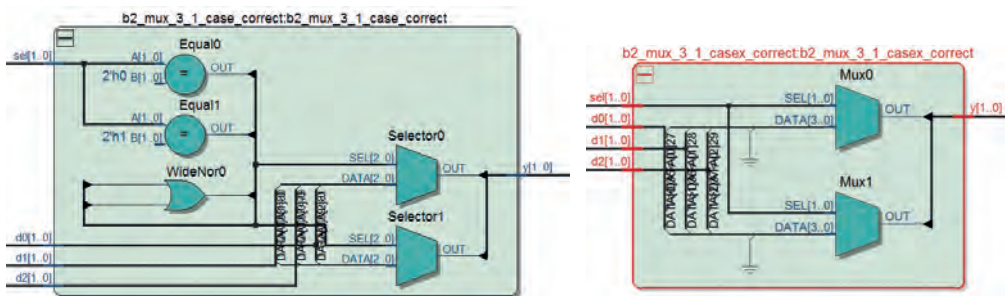 b2_mux_3_1_case_correct:b2_mux_3_1_case_correct
Equal0
sel[1..0]
A[1..0]
2'h0 B[1..0]
=
OUT
Equal1
A[1..0]
2'h1 B[1..0]
=
OUT
WideNor0
Selector0
SEL[2..0]
DATA[2..0]
OUT
y[1..0]
Selector1
SEL[2..0]
DATA[2..0]
OUT
d0[1..0]
d1[1..0]
d2[1..0]
b2_mux_3_1_casex_correct:b2_mux_3_1_casex_correct
Mux0
sel[1..0]
SEL[1..0]
d0[1..0]
DATA[3..0]
OUT
y[1..0]
d1[1..0]
d2[1..0]
Mux1
SEL[1..0]
DATA[3..0]
OUT